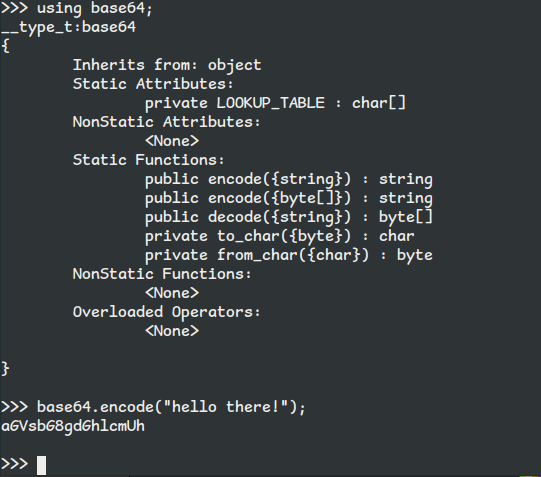 >>> using base64;
__type_t:base64
{
Inherits from: object
Static Attributes:
private LOOKUP_TABLE : char[]
NonStatic Attributes:
<None>
Static Functions:
public encode({string}) : string
public encode({byte[]}) : string
public decode({string}) : byte[]
private to_char({byte}) : char
private from_char({char}) : byte
NonStatic Functions:
<None>
Overloaded Operators:
<None>
}
>>> base64.encode("hello there!");
aGVsbG8gdGhlcmUh
>>>